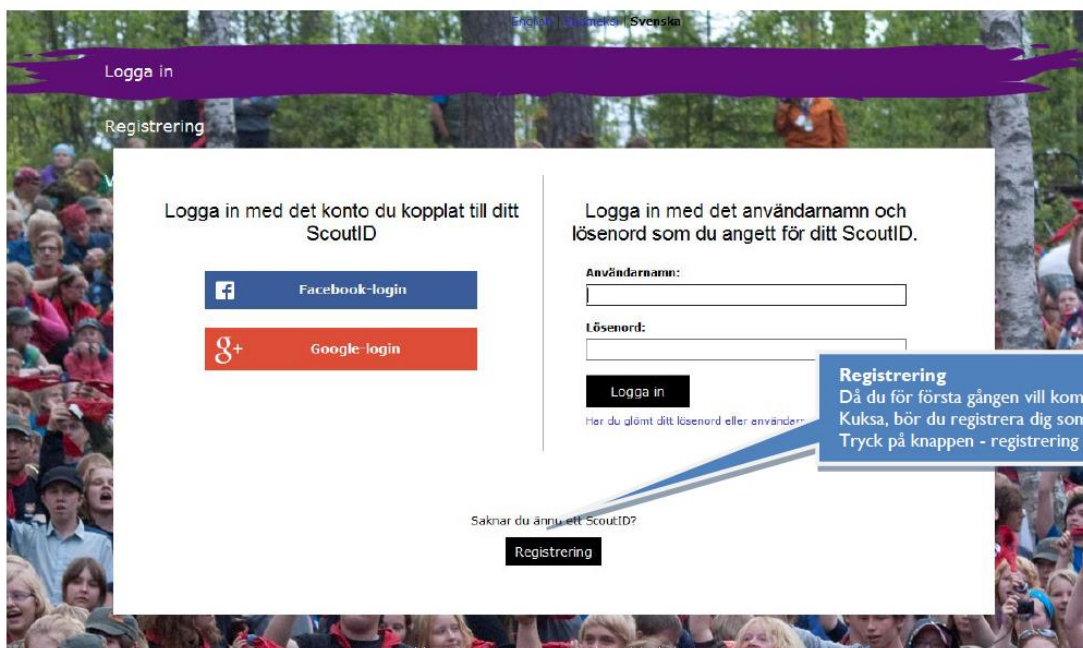 English | Suomeksi | Svenska
Logga in
Registrering
Logga in med det konto du kopplat till ditt
ScoutID
Facebook-login
g+ Google-login
Logga in med det användarnamn och
lösenord som du angett för ditt ScoutID.
Användarnamn:
Lösenord:
Logga in
Har du glömt ditt lösenord eller
Registrering
Då du för första gången vill
Kuksa, bör du registrera dig
Tryck på knappen - registrering
Saknar du ännu ett ScoutID?
Registrering